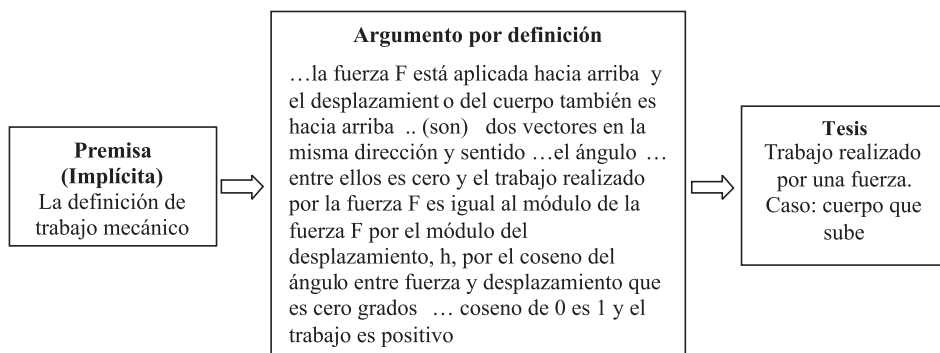 Premisa
(Implícita)
La definición de
trabajo mecánico
Argumento por definición
…la fuerza F está aplicada hacia arriba y
el desplazamient o del cuerpo también es
hacia arriba .. (son) dos vectores en la
misma dirección y sentido …el ángulo …
entre ellos es cero y el trabajo realizado
por la fuerza F es igual al módulo de la
fuerza F por el módulo del
desplazamiento, h, por el coseno del
ángulo entre fuerza y desplazamiento que
es cero grados … coseno de 0 es 1 y el
trabajo es positivo
Tesis
Trabajo realizado
por una fuerza.
Caso: cuerpo que
sube